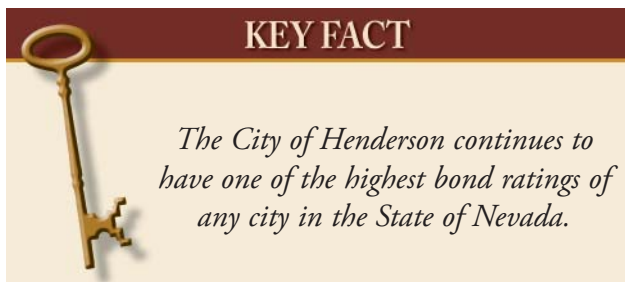 KEY FACT
The City of Henderson continues to
have one of the highest bond ratings of
any city in the State of Nevada.